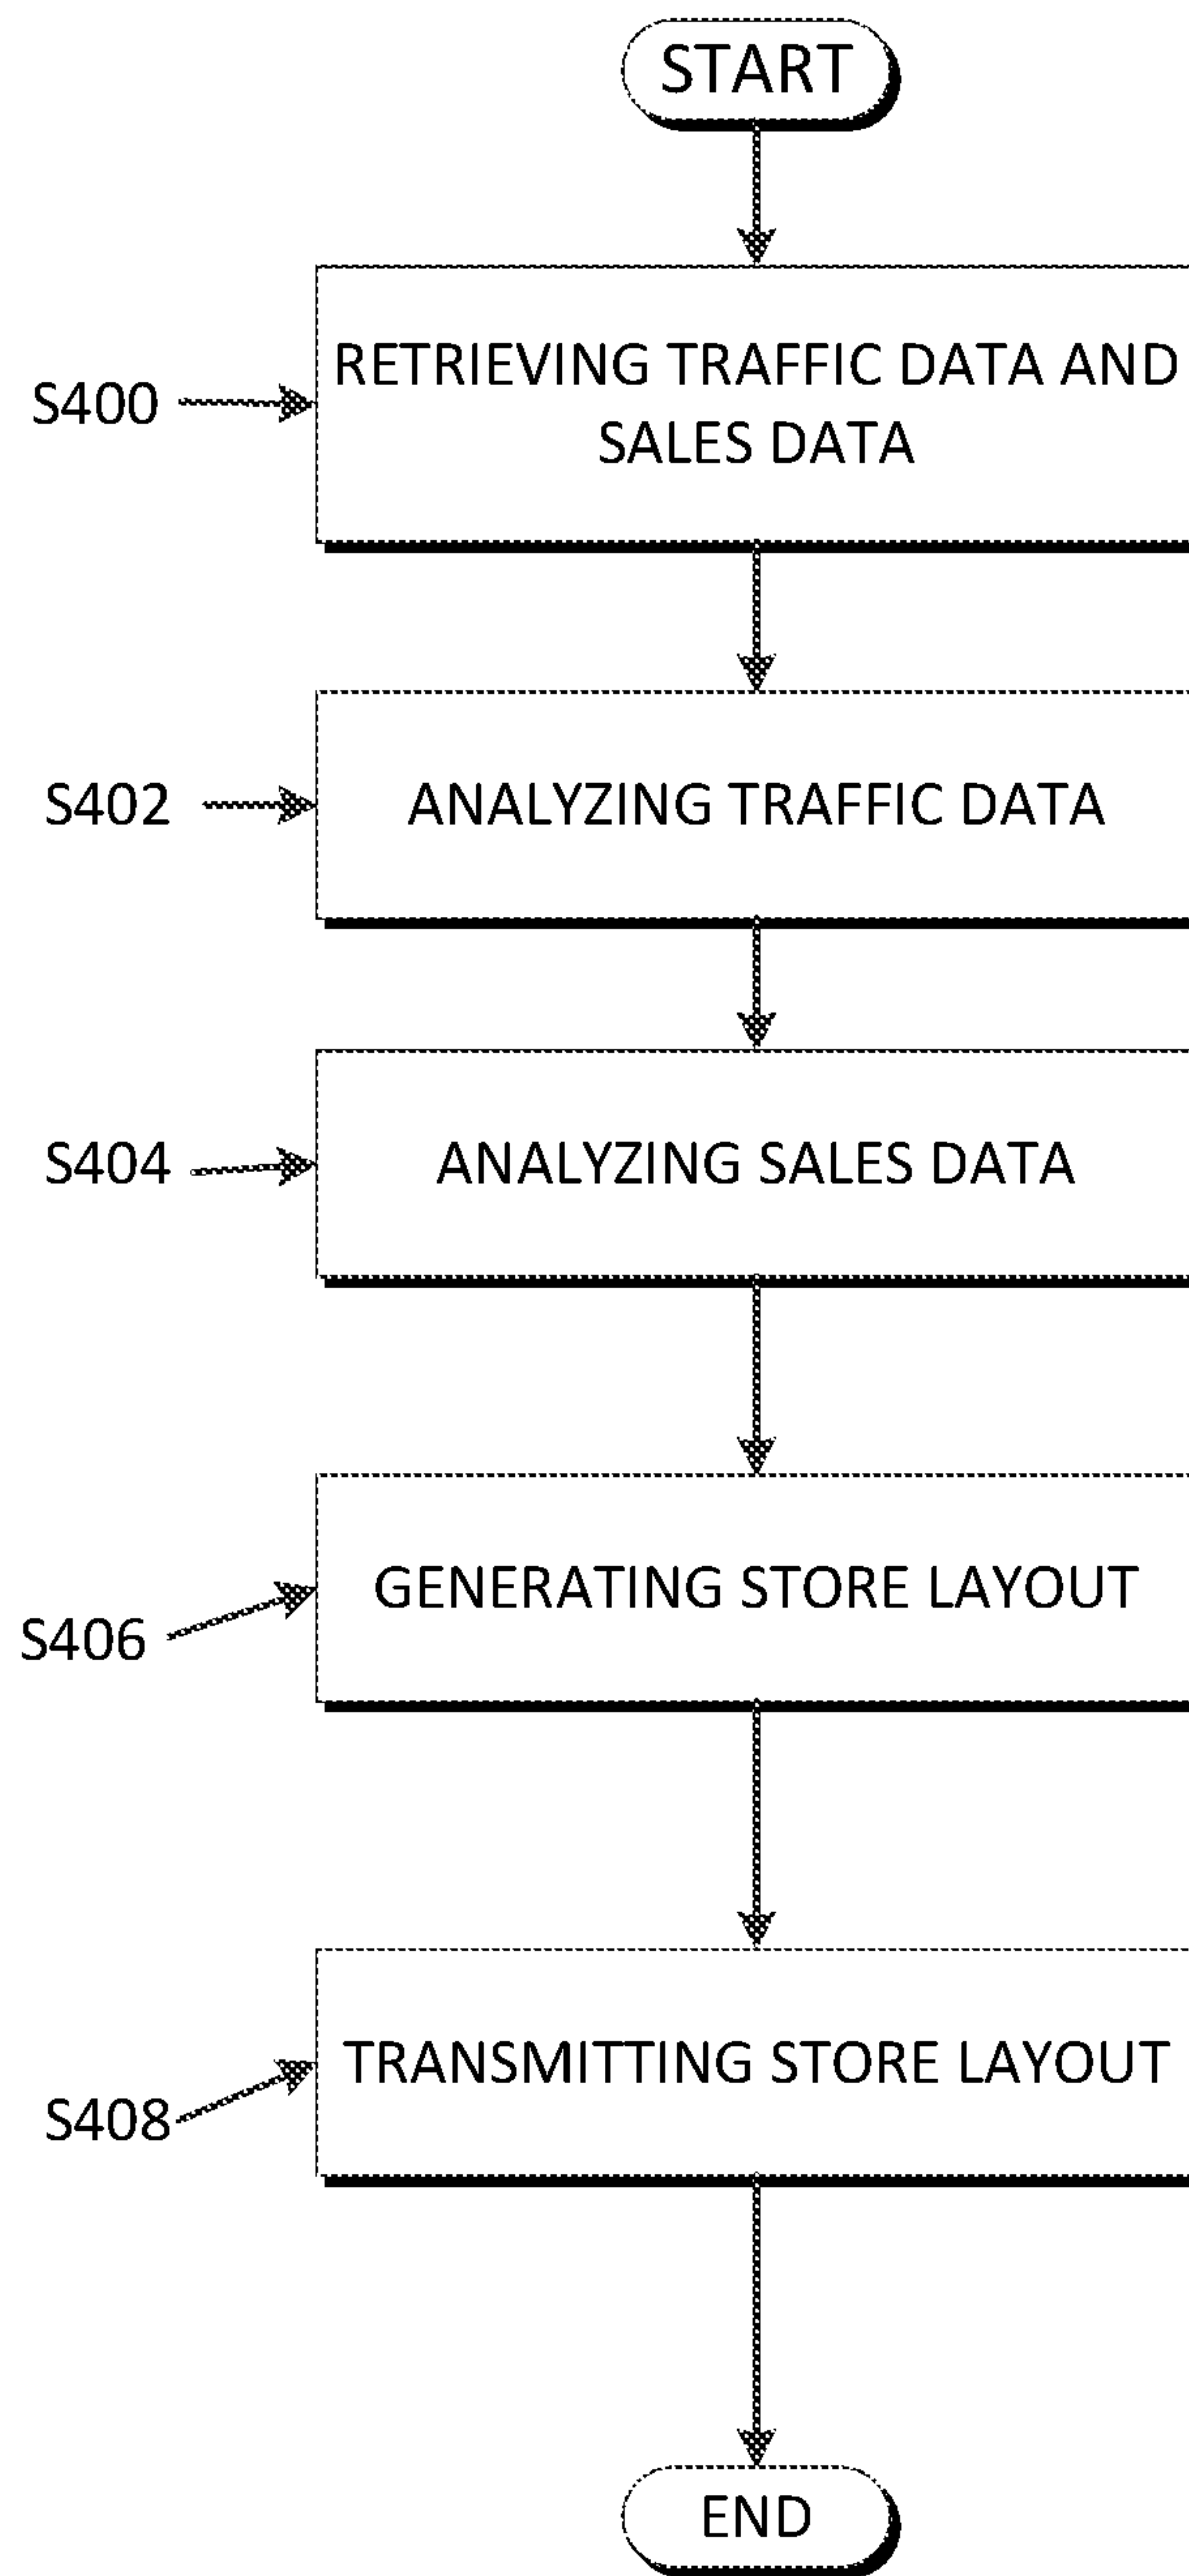 START
S400
RETRIEVING TRAFFIC DATA AND
SALES DATA
S402
ANALYZING TRAFFIC DATA
S404
ANALYZING SALES DATA
S406
GENERATING STORE LAYOUT
S408
TRANSMITTING STORE LAYOUT
END